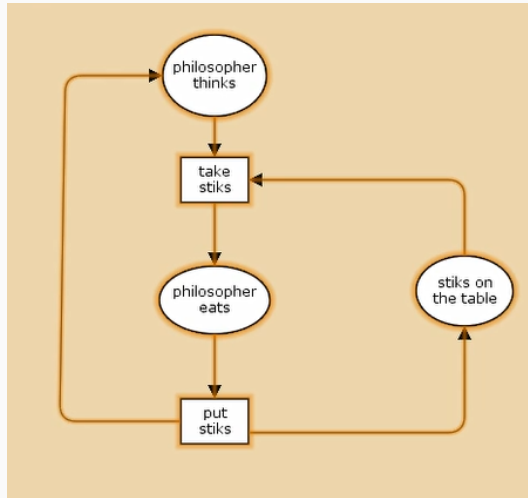 philosopher
thinks
take
stiks
philosopher
eats
stiks on
the table
put
stiks